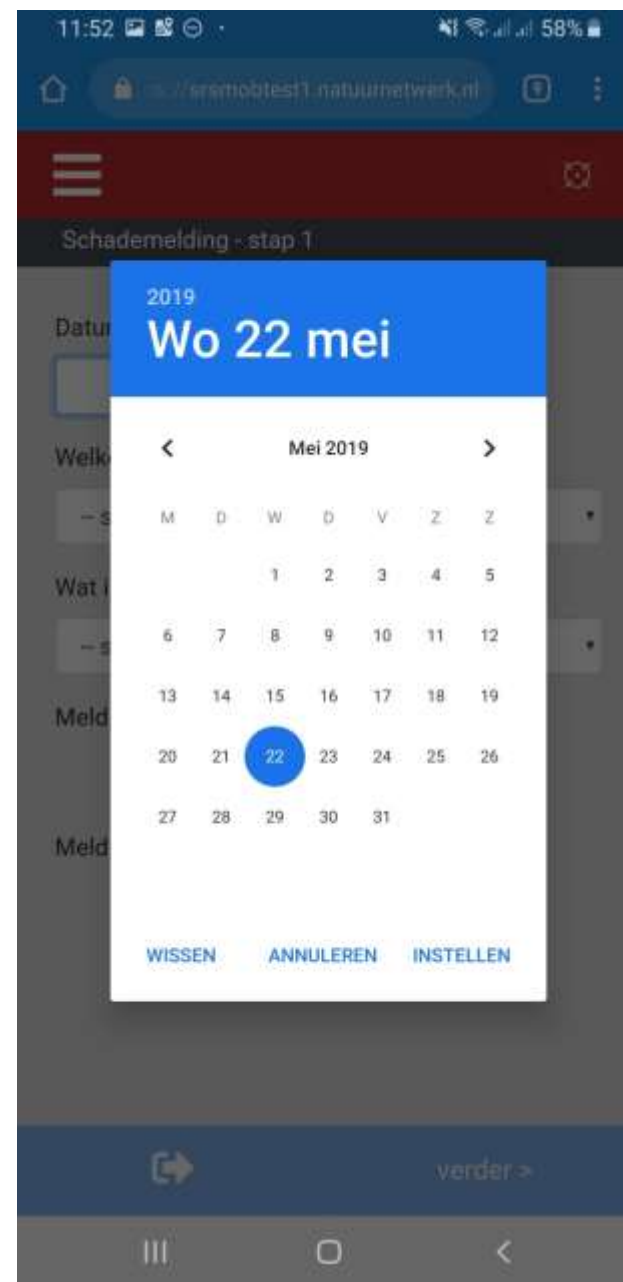 11:52 58%
srsmobtest1.natuurnetwerk.nl
Schademelding - stap 1
2019
Wo 22 mei
Mei 2019
M D W D V Z Z
1 2 3 4 5
6 7 8 9 10 11 12
13 14 15 16 17 18 19
20 21 22 23 24 25 26
27 28 29 30 31
WISSEN ANNULEREN INSTELLEN
Datu
Welk
-- s
Wat i
-- s
Meld
Meld
verder >